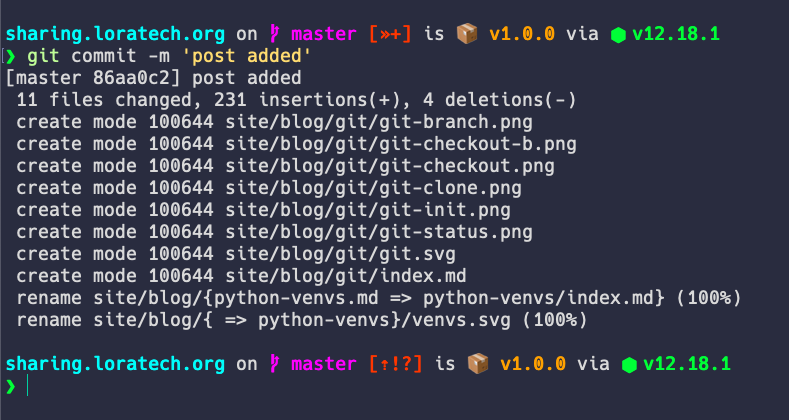 sharing.loratech.org on master [»+] is 📦 v1.0.0 via ⬢ v12.18.1
❯ git commit -m 'post added'
[master 86aa0c2] post added
 11 files changed, 231 insertions(+), 4 deletions(-)
 create mode 100644 site/blog/git/git-branch.png
 create mode 100644 site/blog/git/git-checkout-b.png
 create mode 100644 site/blog/git/git-checkout.png
 create mode 100644 site/blog/git/git-clone.png
 create mode 100644 site/blog/git/git-init.png
 create mode 100644 site/blog/git/git-status.png
 create mode 100644 site/blog/git/git.svg
 create mode 100644 site/blog/git/index.md
 rename site/blog/{python-venvs.md => python-venvs/index.md} (100%)
 rename site/blog/{ => python-venvs}/venvs.svg (100%)
sharing.loratech.org on master [⇡!?] is 📦 v1.0.0 via ⬢ v12.18.1
❯